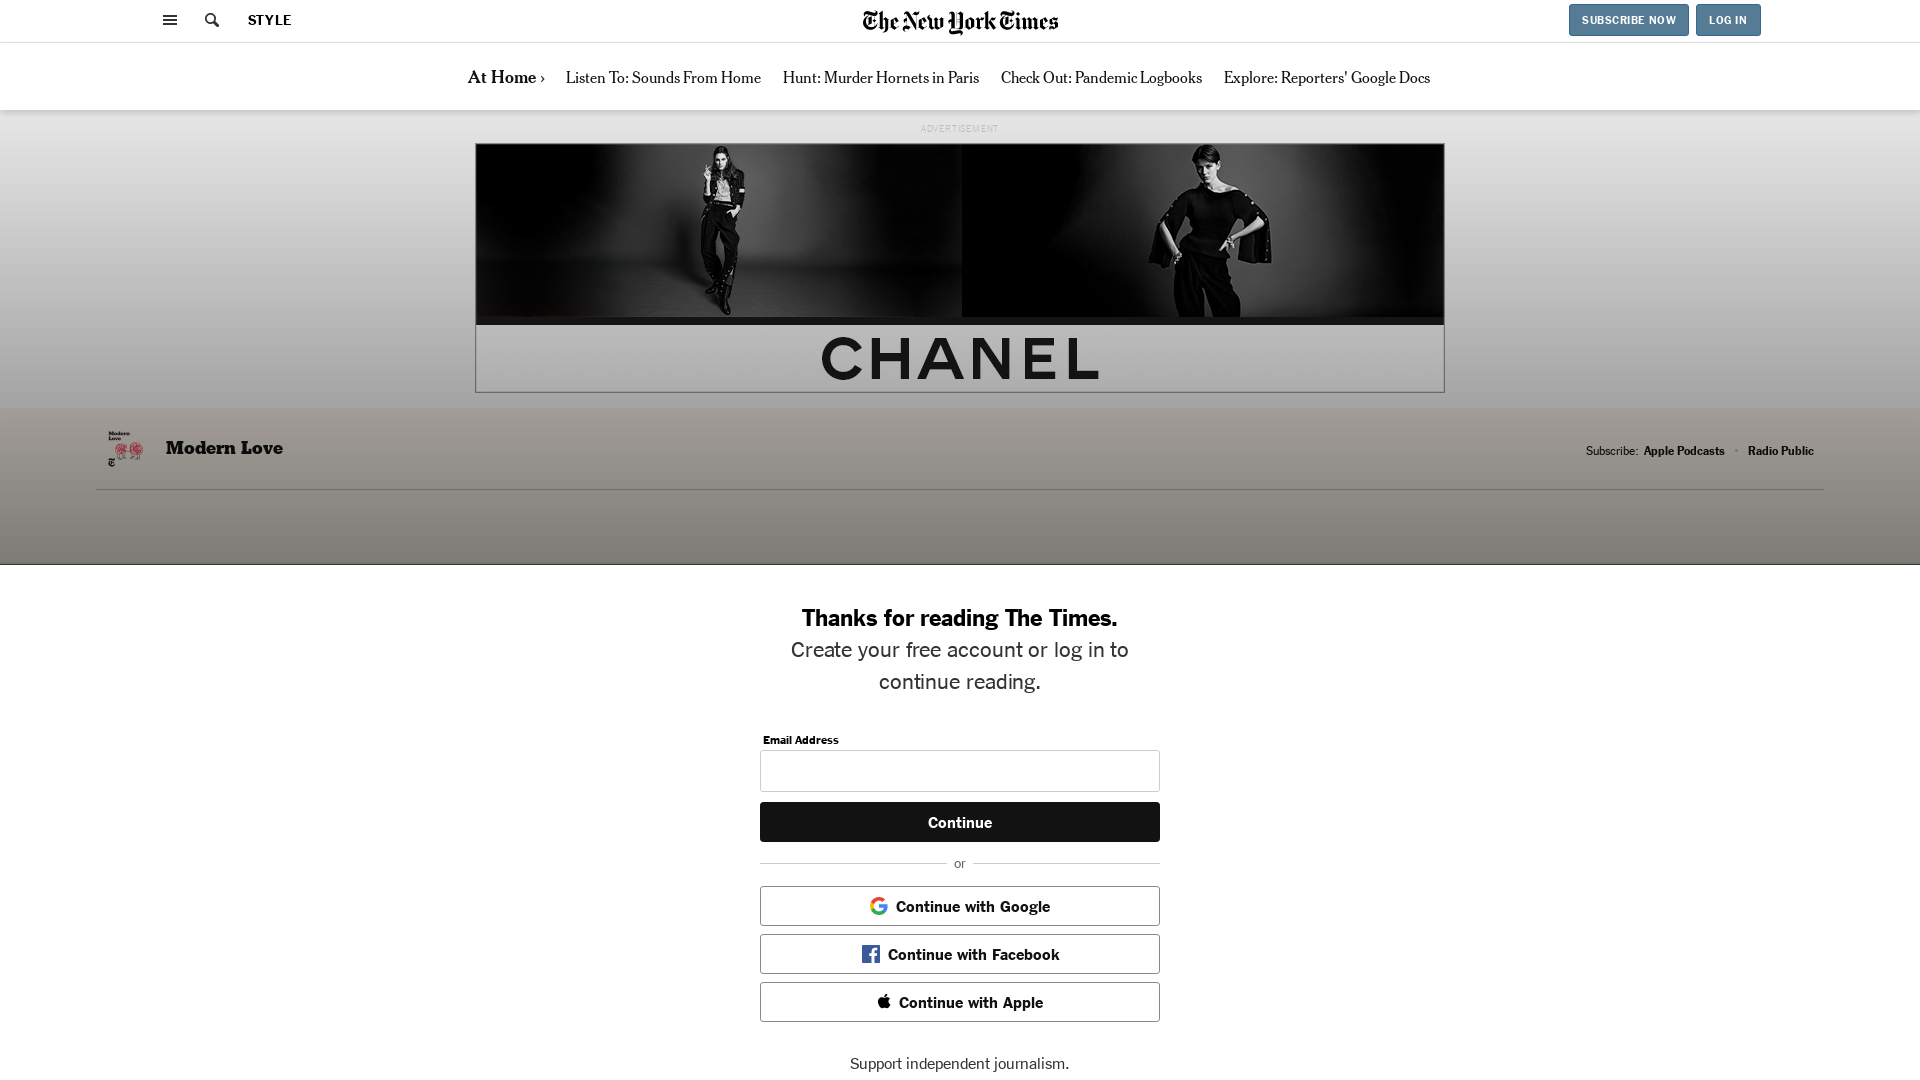 STYLE
The New York Times
SUBSCRIBE NOW
LOG IN
At Home ›
Listen To: Sounds From Home
Hunt: Murder Hornets in Paris
Check Out: Pandemic Logbooks
Explore: Reporters' Google Docs
ADVERTISEMENT
CHANEL
Modern
Love
T
Modern Love
Subscribe: Apple Podcasts • Radio Public
Thanks for reading The Times.
Create your free account or log in to
continue reading.
Email Address
Continue
or
Continue with Google
Continue with Facebook
Continue with Apple
Support independent journalism.